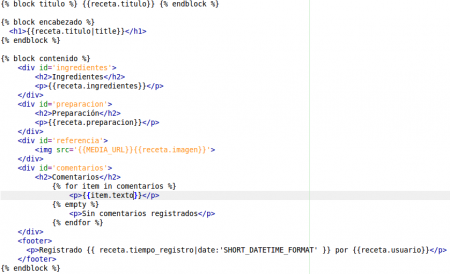 {% block titulo %} {{receta.titulo}} {% endblock %}
{% block encabezado %}
<h1>{{receta.titulo|title}}</h1>
{% endblock %}
{% block contenido %}
<div id='ingredientes'>
<h2>Ingredientes</h2>
<p>{{receta.ingredientes}}</p>
</div>
<div id='preparacion'>
<h2>Preparación</h2>
<p>{{receta.preparacion}}</p>
</div>
<div id='referencia'>
<img src='{{MEDIA_URL}}{{receta.imagen}}'>
</div>
<div id='comentarios'>
<h2>Comentarios</h2>
{% for item in comentarios %}
<p>{{item.texto}}</p>
{% empty %}
<p>Sin comentarios registrados</p>
{% endfor %}
</div>
<footer>
<p>Registrado {{ receta.tiempo_registro|date:'SHORT_DATETIME_FORMAT' }} por {{receta.usuario}}</p>
</footer>
{% endblock %}